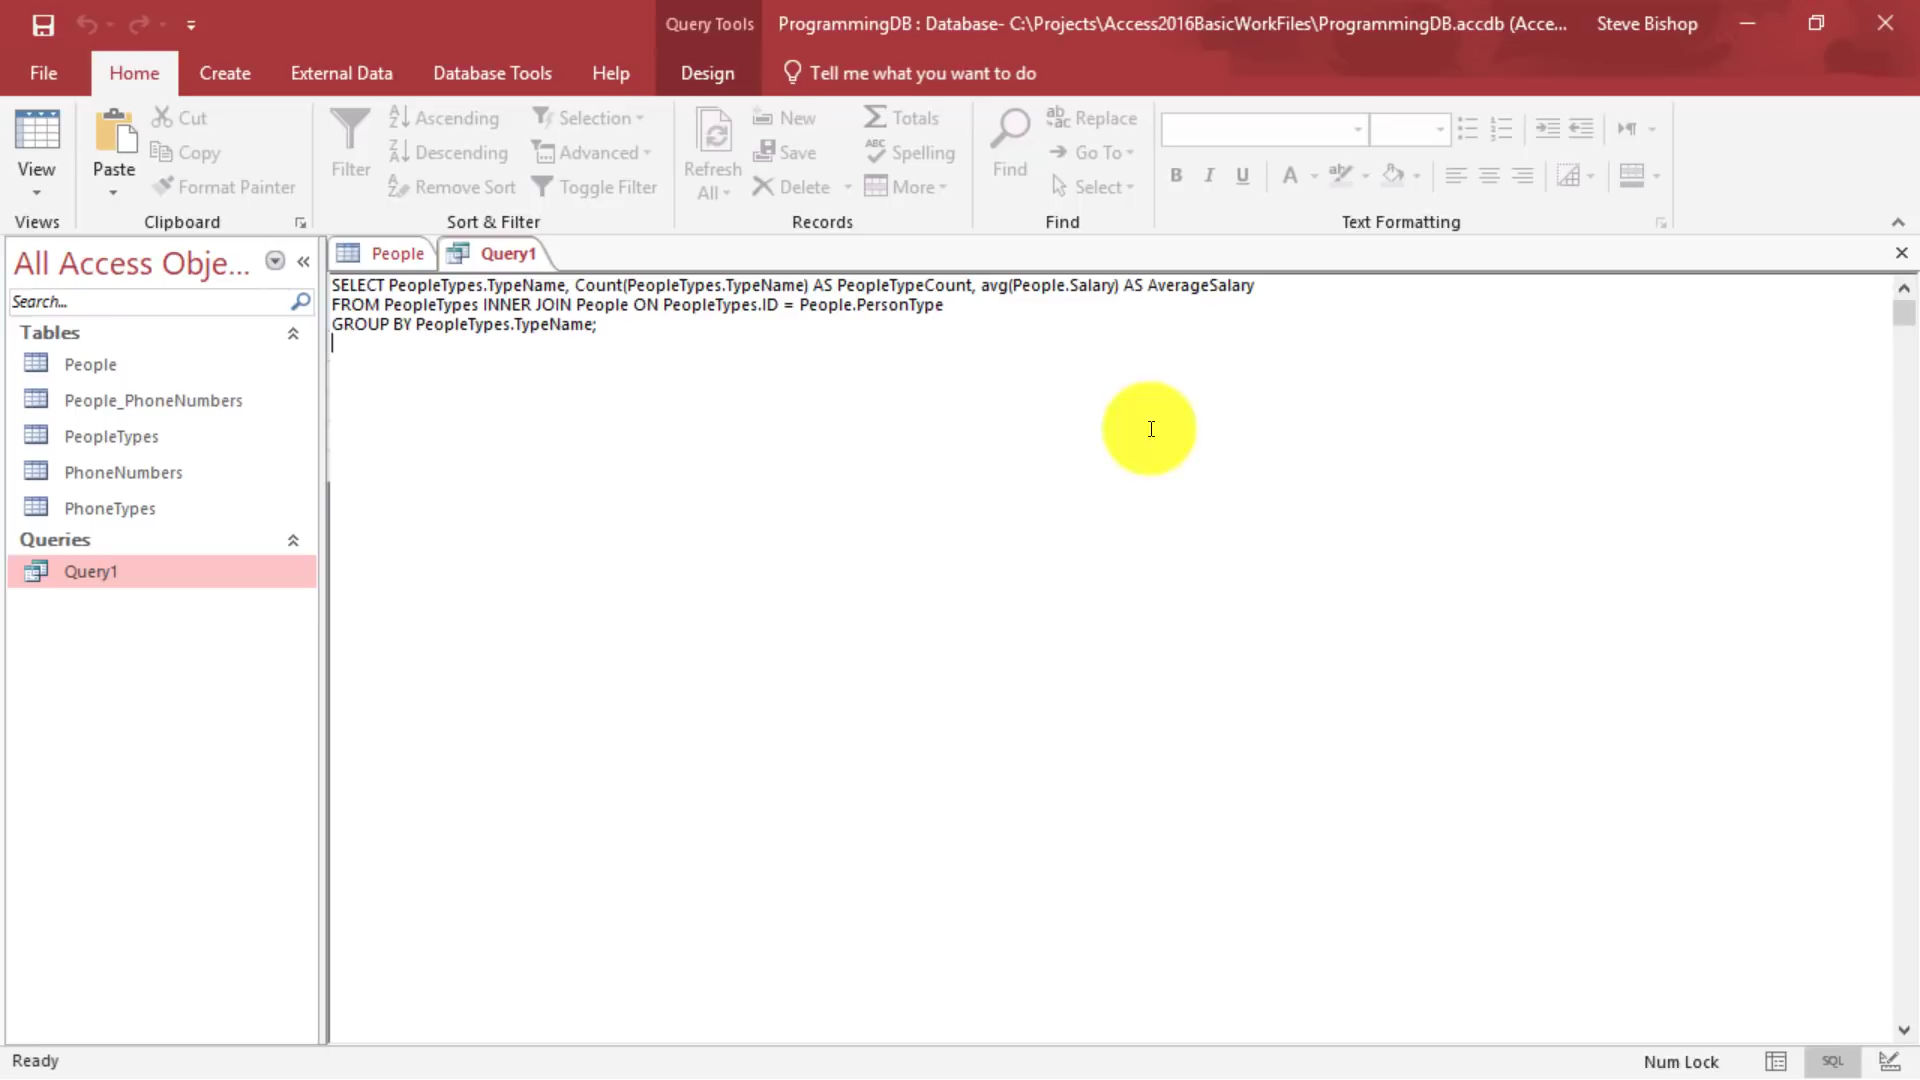 Query Tools
ProgrammingDB : Database- C:\Projects\Access2016BasicWorkFiles\ProgrammingDB.accdb (Acce...
Steve Bishop
File
Home
Create
External Data
Database Tools
Help
Design
Tell me what you want to do
View
Views
Paste
Cut
Copy
Format Painter
Clipboard
Filter
Ascending
Descending
Remove Sort
Selection
Advanced
Toggle Filter
Sort & Filter
Refresh
All
New
Save
Delete
Totals
Spelling
More
Records
Find
Replace
Go To
Select
Find
B I U A
Text Formatting
All Access Obje...
Search...
Tables
People
People_PhoneNumbers
PeopleTypes
PhoneNumbers
PhoneTypes
Queries
Query1
People
Query1
SELECT PeopleTypes.TypeName, Count(PeopleTypes.TypeName) AS PeopleTypeCount, avg(People.Salary) AS AverageSalary
FROM PeopleTypes INNER JOIN People ON PeopleTypes.ID = People.PersonType
GROUP BY PeopleTypes.TypeName;
Ready
Num Lock
SQL